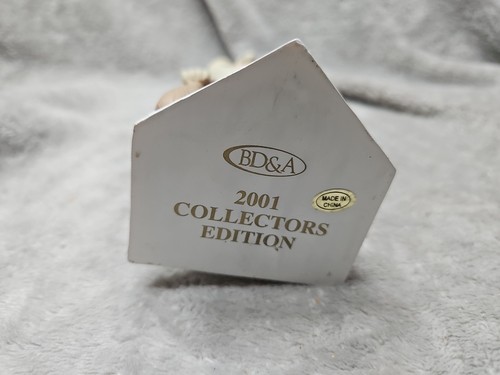 BD&A
2001
COLLECTORS
EDITION
MADE IN
CHINA